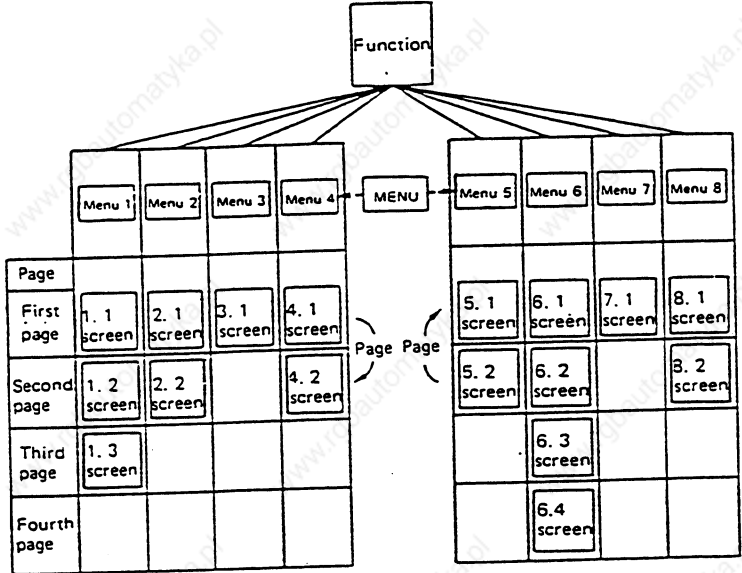 Function
Menu 1 Menu 2 Menu 3 Menu 4 MENU Menu 5 Menu 6 Menu 7 Menu 8
Page
First
page
1. 1
screen
2. 1
screen
3. 1
screen
4. 1
screen
5. 1
screen
6. 1
screen
7. 1
screen
8. 1
screen
Page Page
Second
page
1. 2
screen
2. 2
screen
4. 2
screen
5. 2
screen
6. 2
screen
8. 2
screen
Third
page
1. 3
screen
6. 3
screen
Fourth
page
6.4
screen
www.rgbautomatyka.pl